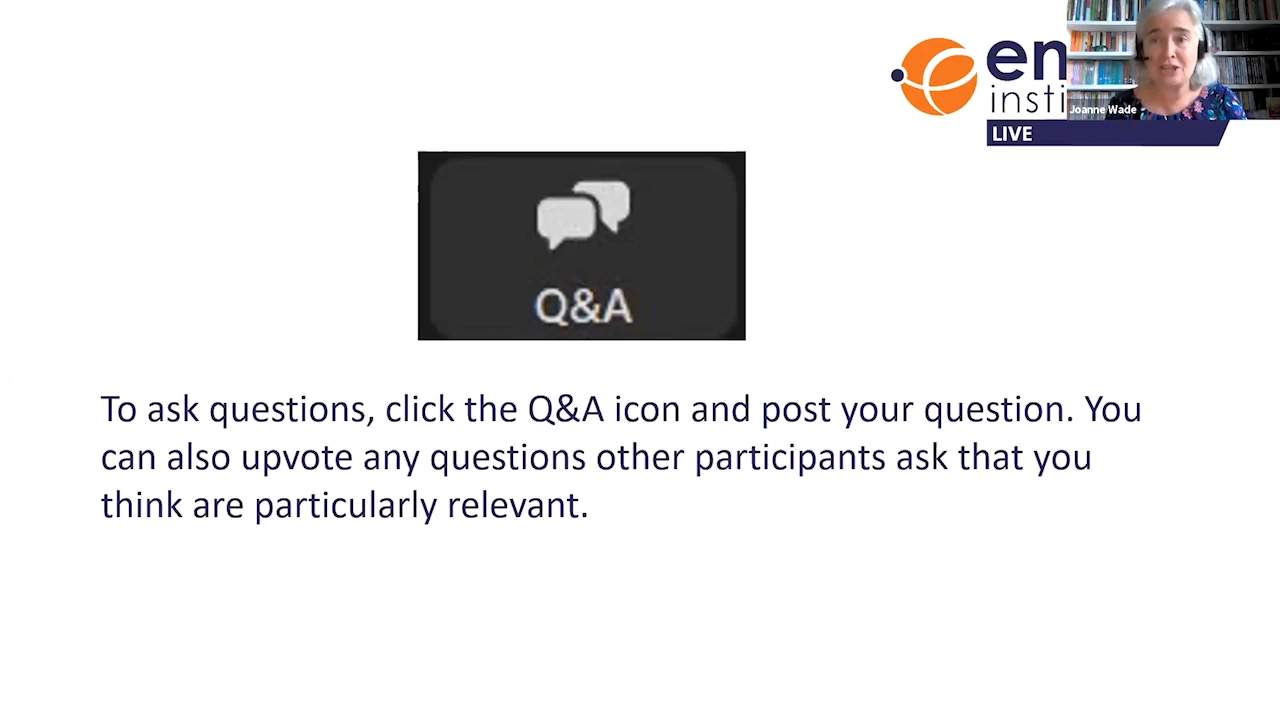 en
insti
Joanne Wade
LIVE
Q&A
To ask questions, click the Q&A icon and post your question. You
can also upvote any questions other participants ask that you
think are particularly relevant.